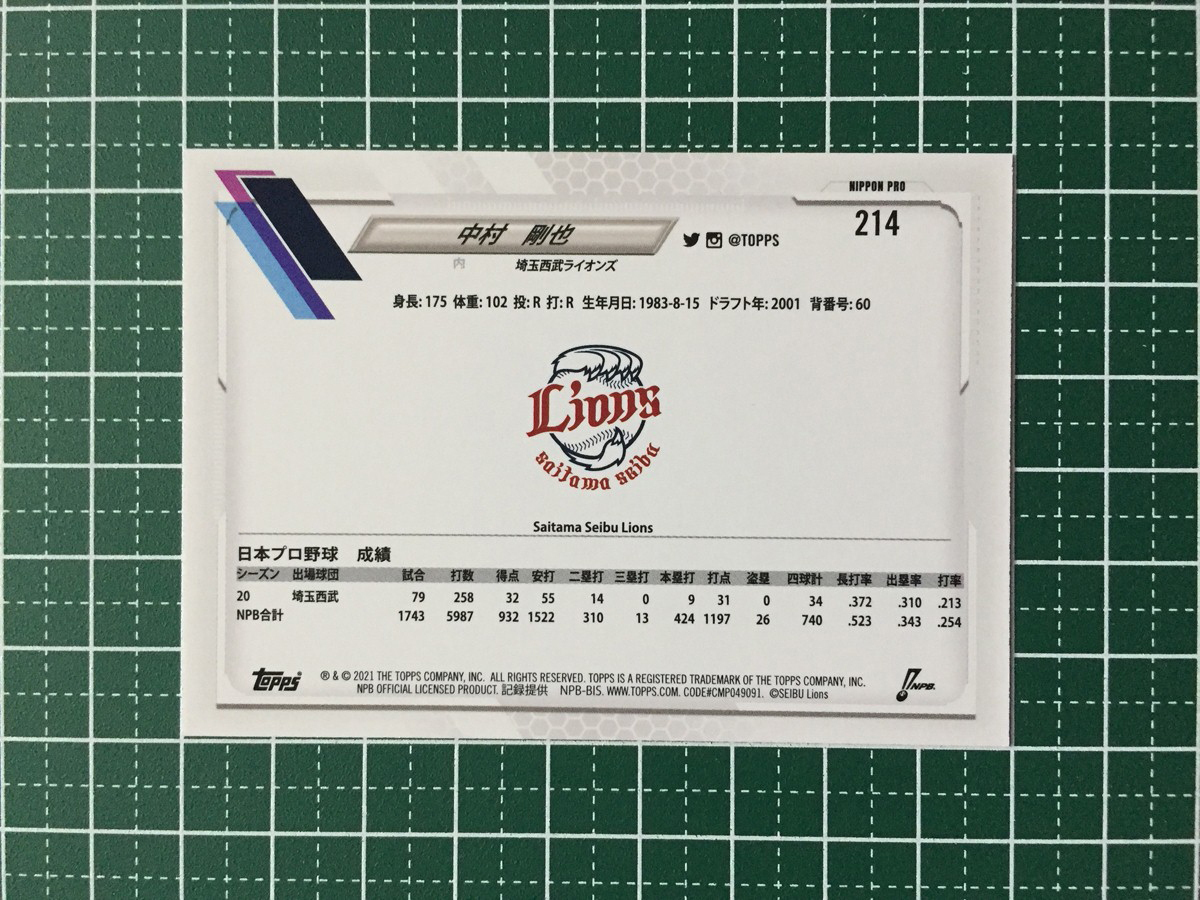 NIPPON PRO
214
中村 剛也
@TOPPS
内 埼玉西武ライオンズ
身長: 175 体重: 102 投: R 打: R 生年月日: 1983-8-15 ドラフト年: 2001 背番号: 60
Lions
Saitama Seibu
Saitama Seibu Lions
日本プロ野球 成績
シーズン 出場球団 試合 打数 得点 安打 二塁打 三塁打 本塁打 打点 盗塁 四球計 長打率 出塁率 打率
20 埼玉西武 79 258 32 55 14 0 9 31 0 34 .372 .310 .213
NPB合計 1743 5987 932 1522 310 13 424 1197 26 740 .523 .343 .254
Topps
® & © 2021 THE TOPPS COMPANY, INC. ALL RIGHTS RESERVED. TOPPS IS A REGISTERED TRADEMARK OF THE TOPPS COMPANY, INC.
NPB OFFICIAL LICENSED PRODUCT. 記録提供 NPB-BIS. WWW.TOPPS.COM. CODE#CMP049091. ©SEIBU Lions
NPB.